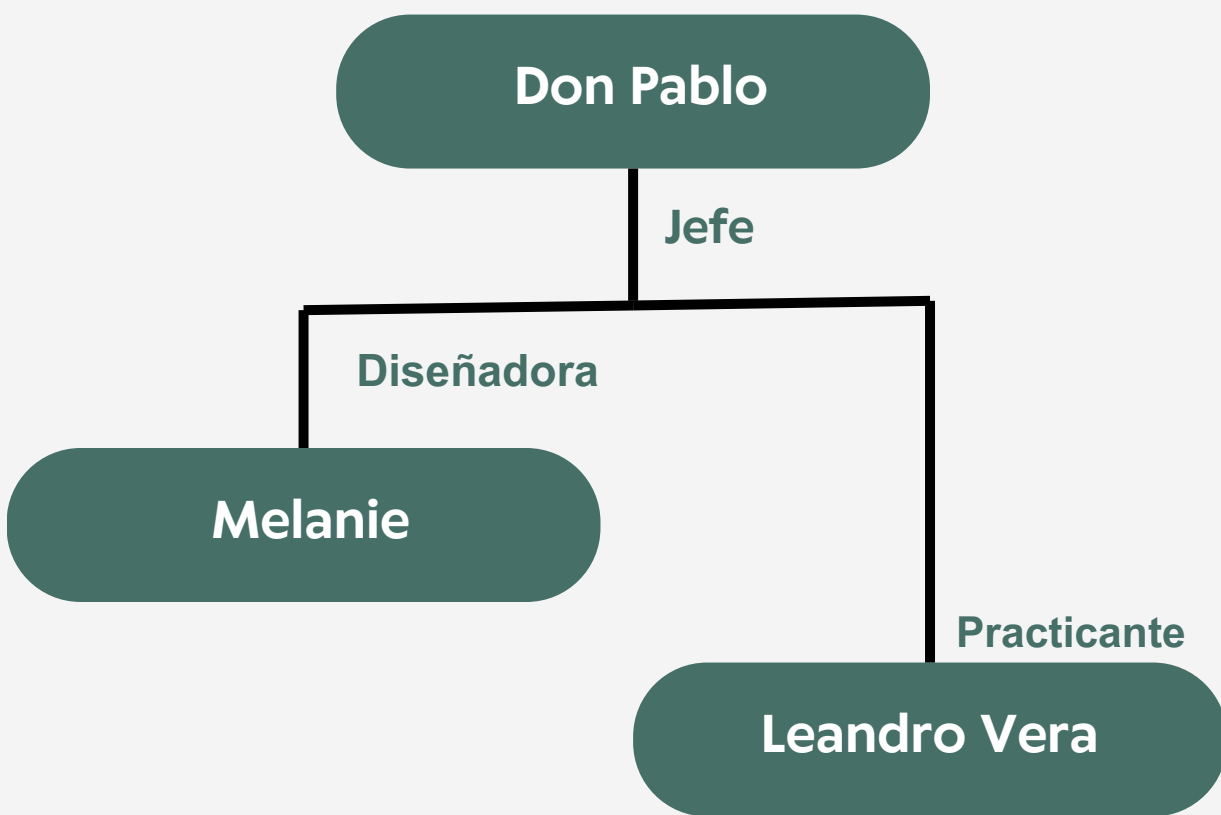 Don Pablo
Jefe
Diseñadora
Melanie
Practicante
Leandro Vera